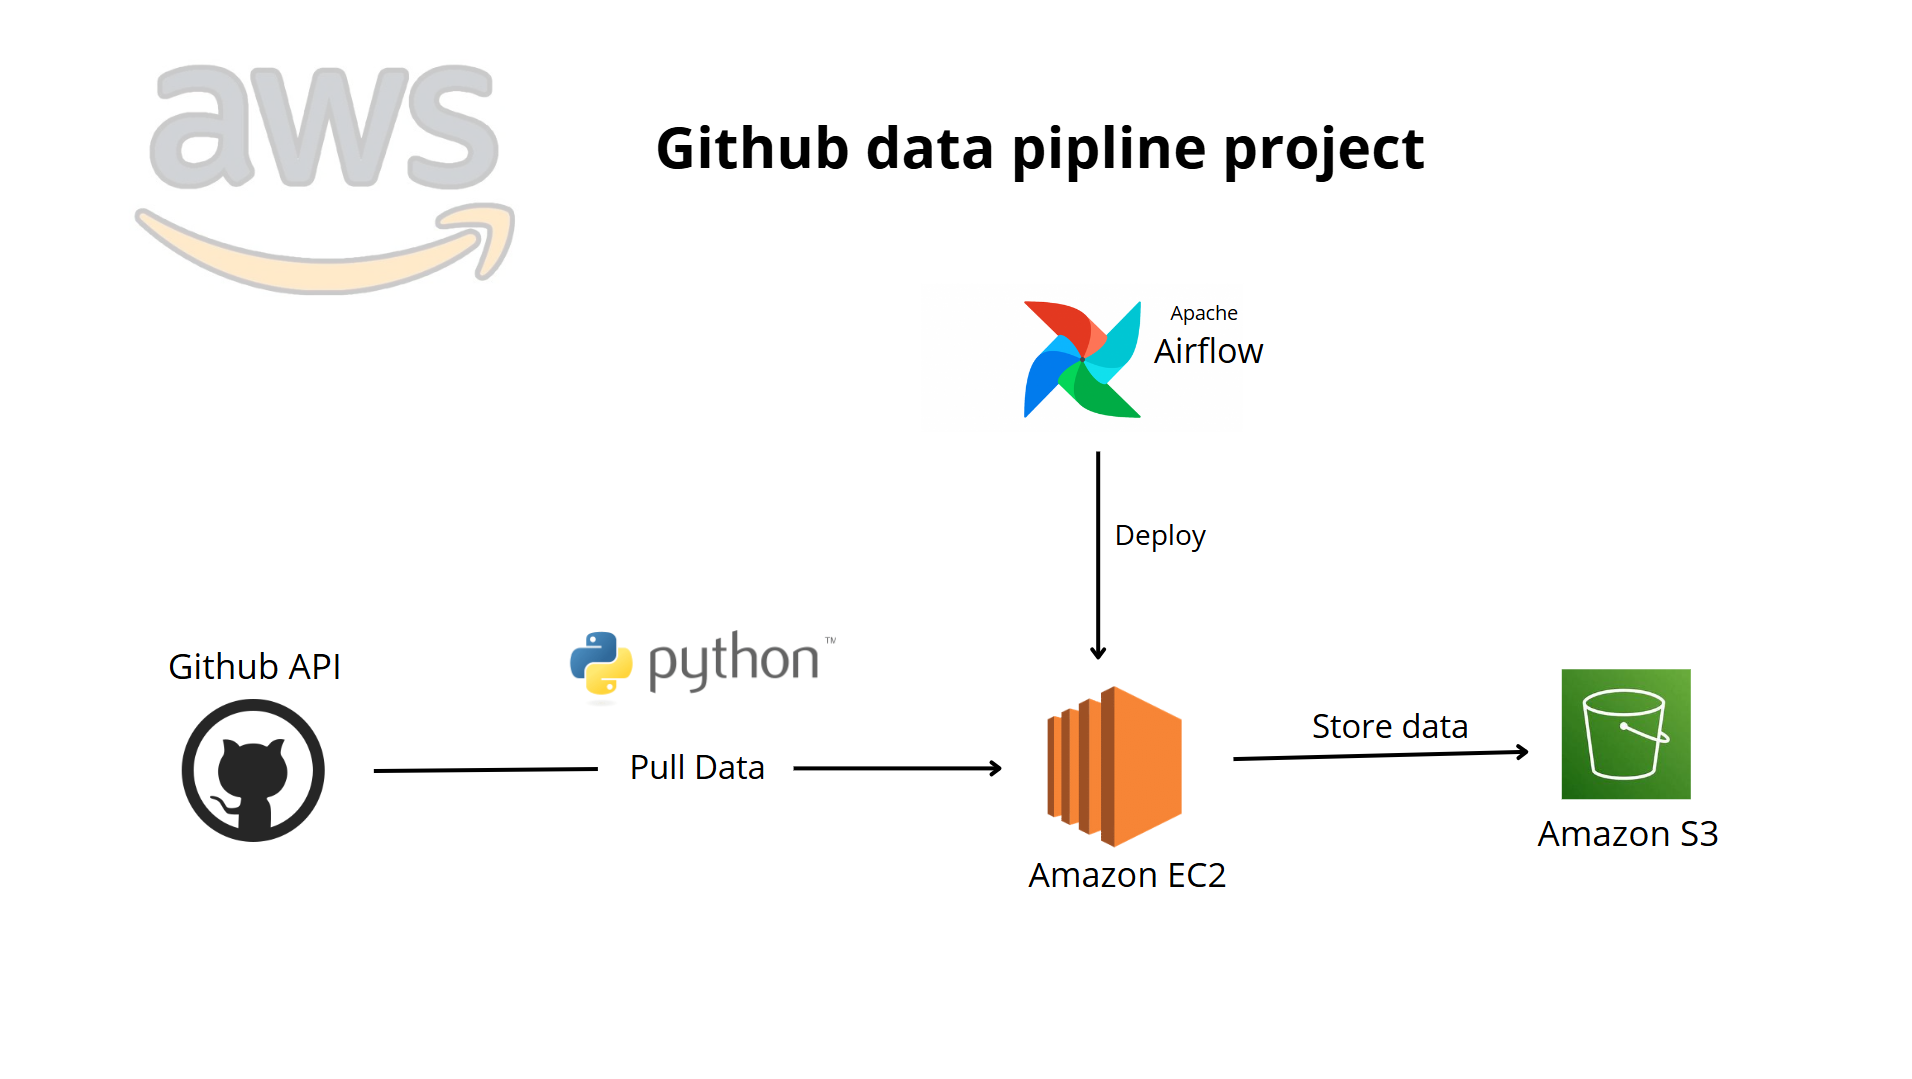 aws
Github data pipline project
Apache
Airflow
Deploy
Github API
python™
Pull Data
Store data
Amazon S3
Amazon EC2